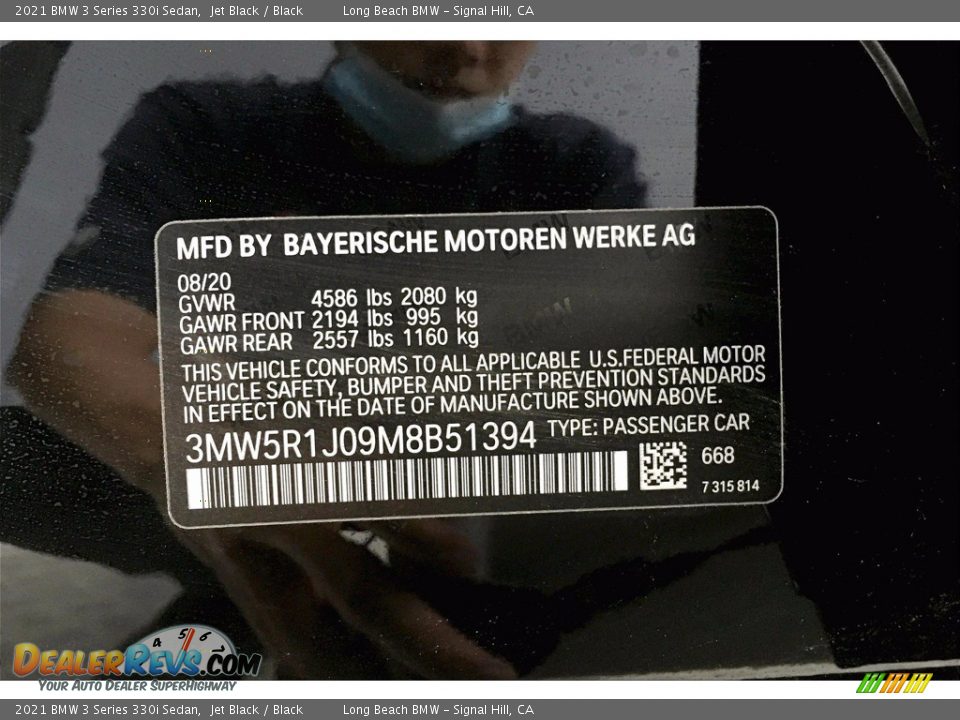 2021 BMW 3 Series 330i Sedan, Jet Black / Black Long Beach BMW - Signal Hill, CA
MFD BY BAYERISCHE MOTOREN WERKE AG
08/20
GVWR 4586 lbs 2080 kg
GAWR FRONT 2194 lbs 995 kg
GAWR REAR 2557 lbs 1160 kg
THIS VEHICLE CONFORMS TO ALL APPLICABLE U.S.FEDERAL MOTOR
VEHICLE SAFETY, BUMPER AND THEFT PREVENTION STANDARDS
IN EFFECT ON THE DATE OF MANUFACTURE SHOWN ABOVE.
3MW5R1J09M8B51394 TYPE: PASSENGER CAR
668
7 315 814
4 5 6
DEALERREVS.COM
YOUR AUTO DEALER SUPERHIGHWAY
2021 BMW 3 Series 330i Sedan, Jet Black / Black Long Beach BMW - Signal Hill, CA